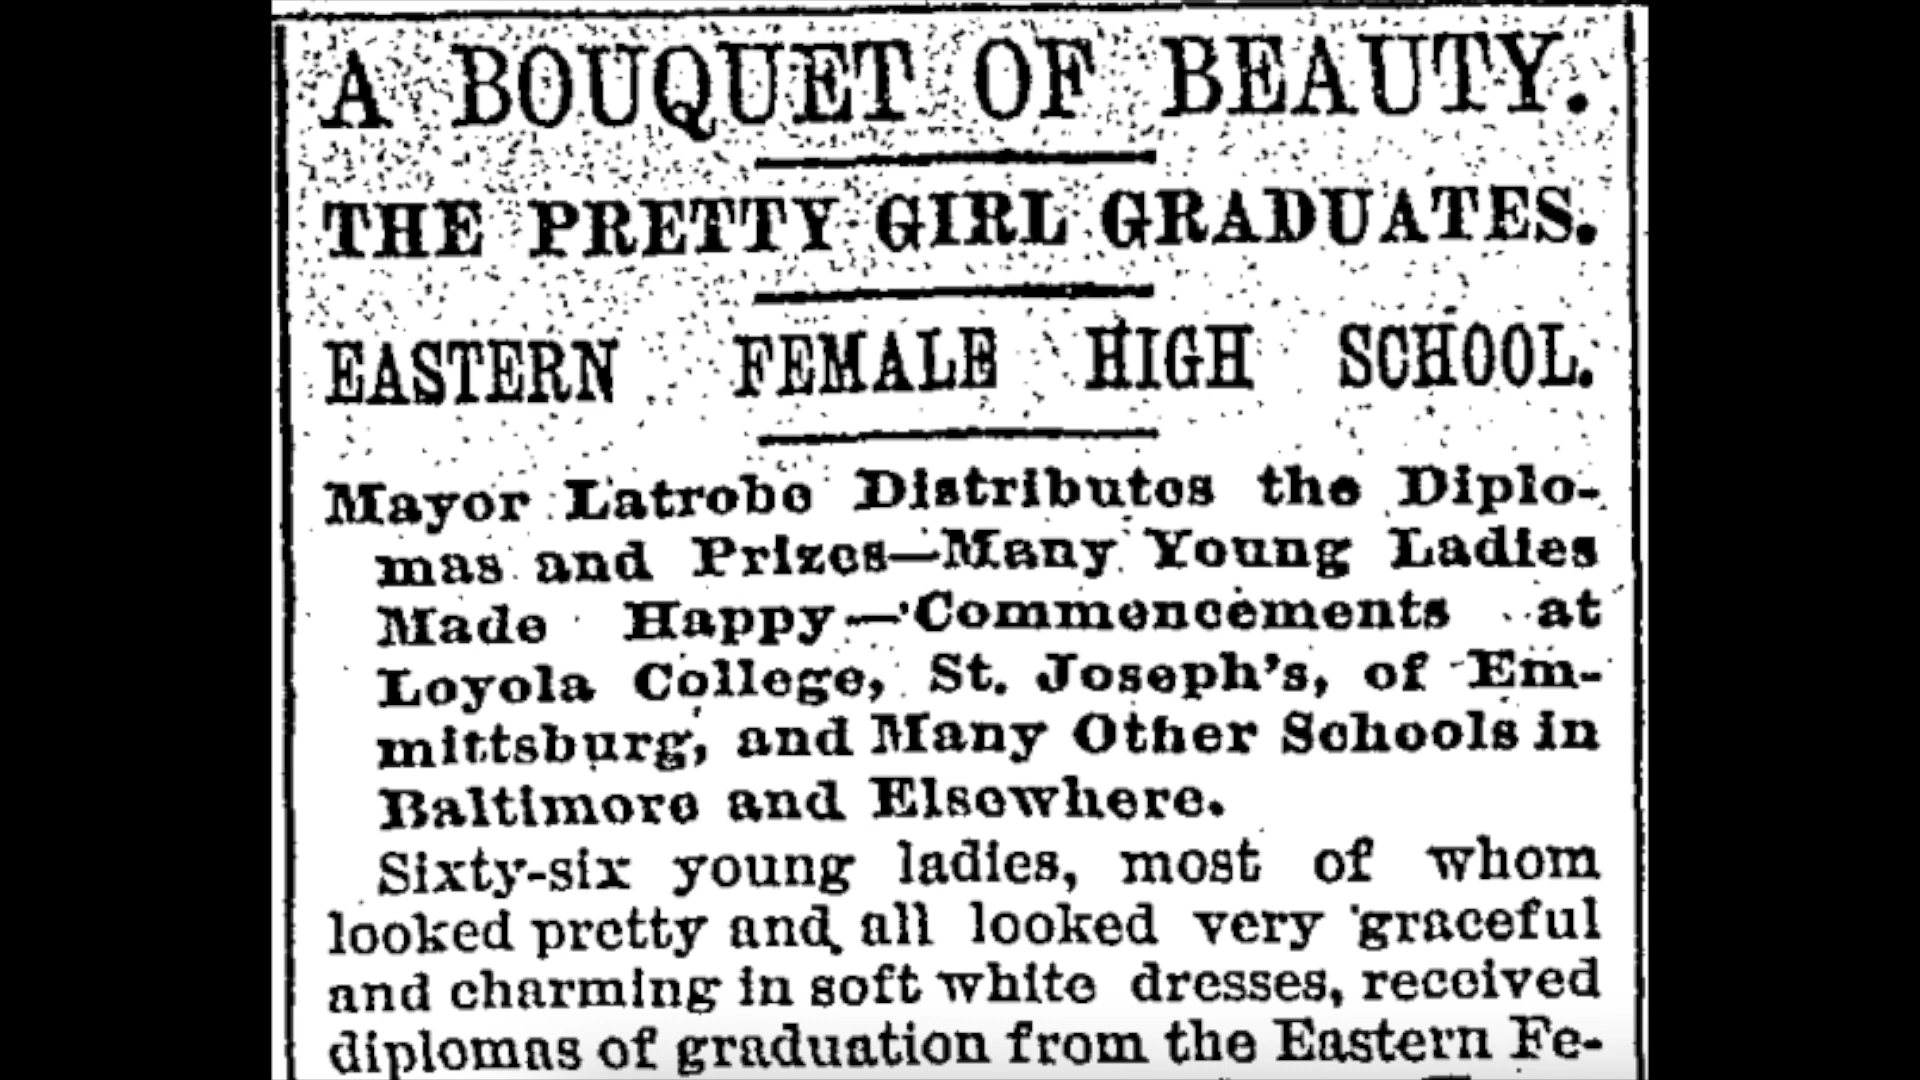 A BOUQUET OF BEAUTY.
THE PRETTY GIRL GRADUATES.
EASTERN FEMALE HIGH SCHOOL.
Mayor Latrobe Distributes the Diplo-
mas and Prizes—Many Young Ladies
Made Happy—Commencements at
Loyola College, St. Joseph's, of Em-
mittsburg, and Many Other Schools in
Baltimore and Elsewhere.
Sixty-six young ladies, most of whom
looked pretty and all looked very graceful
and charming in soft white dresses, received
diplomas of graduation from the Eastern Fe-